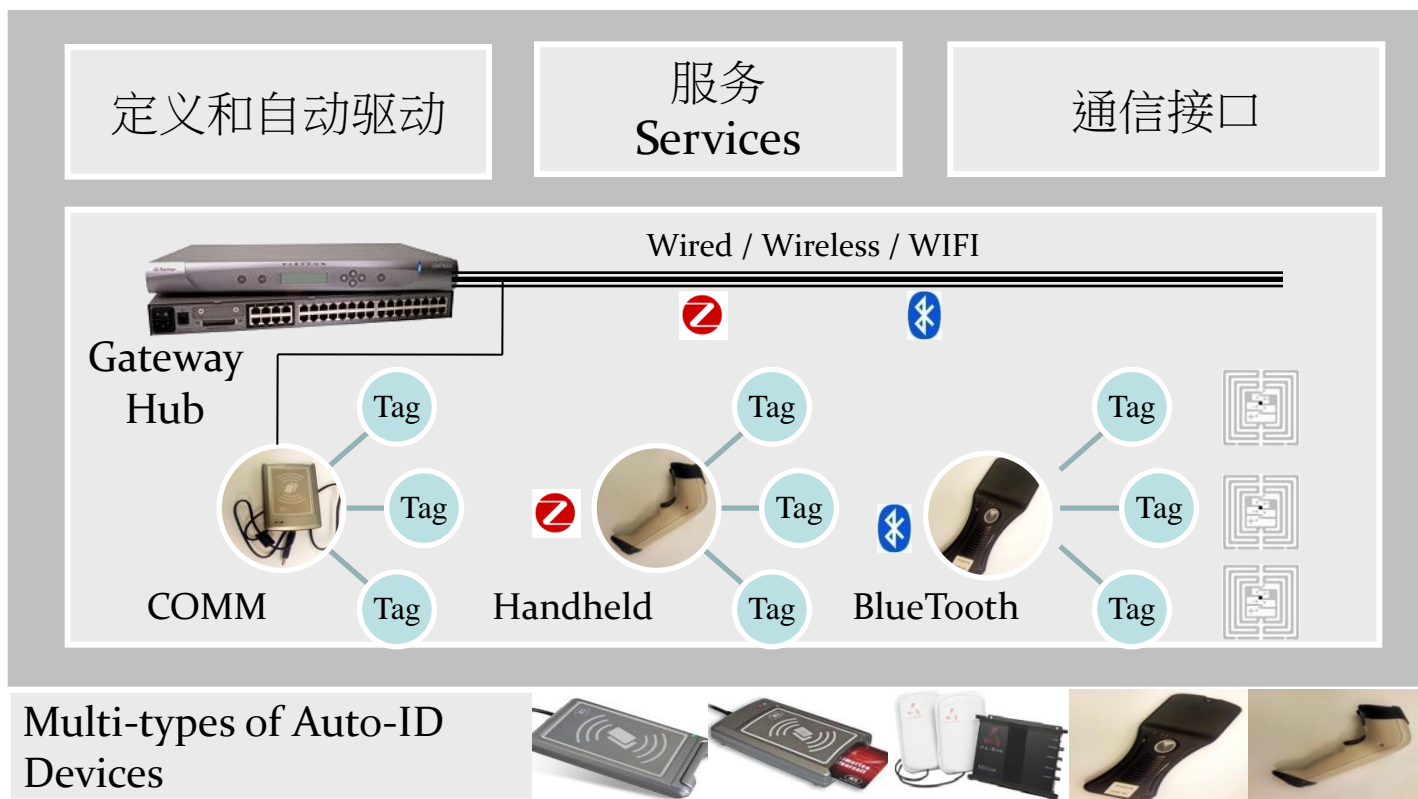 定义和自动驱动
服务
Services
通信接口
Wired / Wireless / WIFI
Gateway
Hub
Tag
Tag
Tag
Tag
Tag
Tag
Tag
Tag
Tag
COMM
Handheld
BlueTooth
Multi-types of Auto-ID
Devices